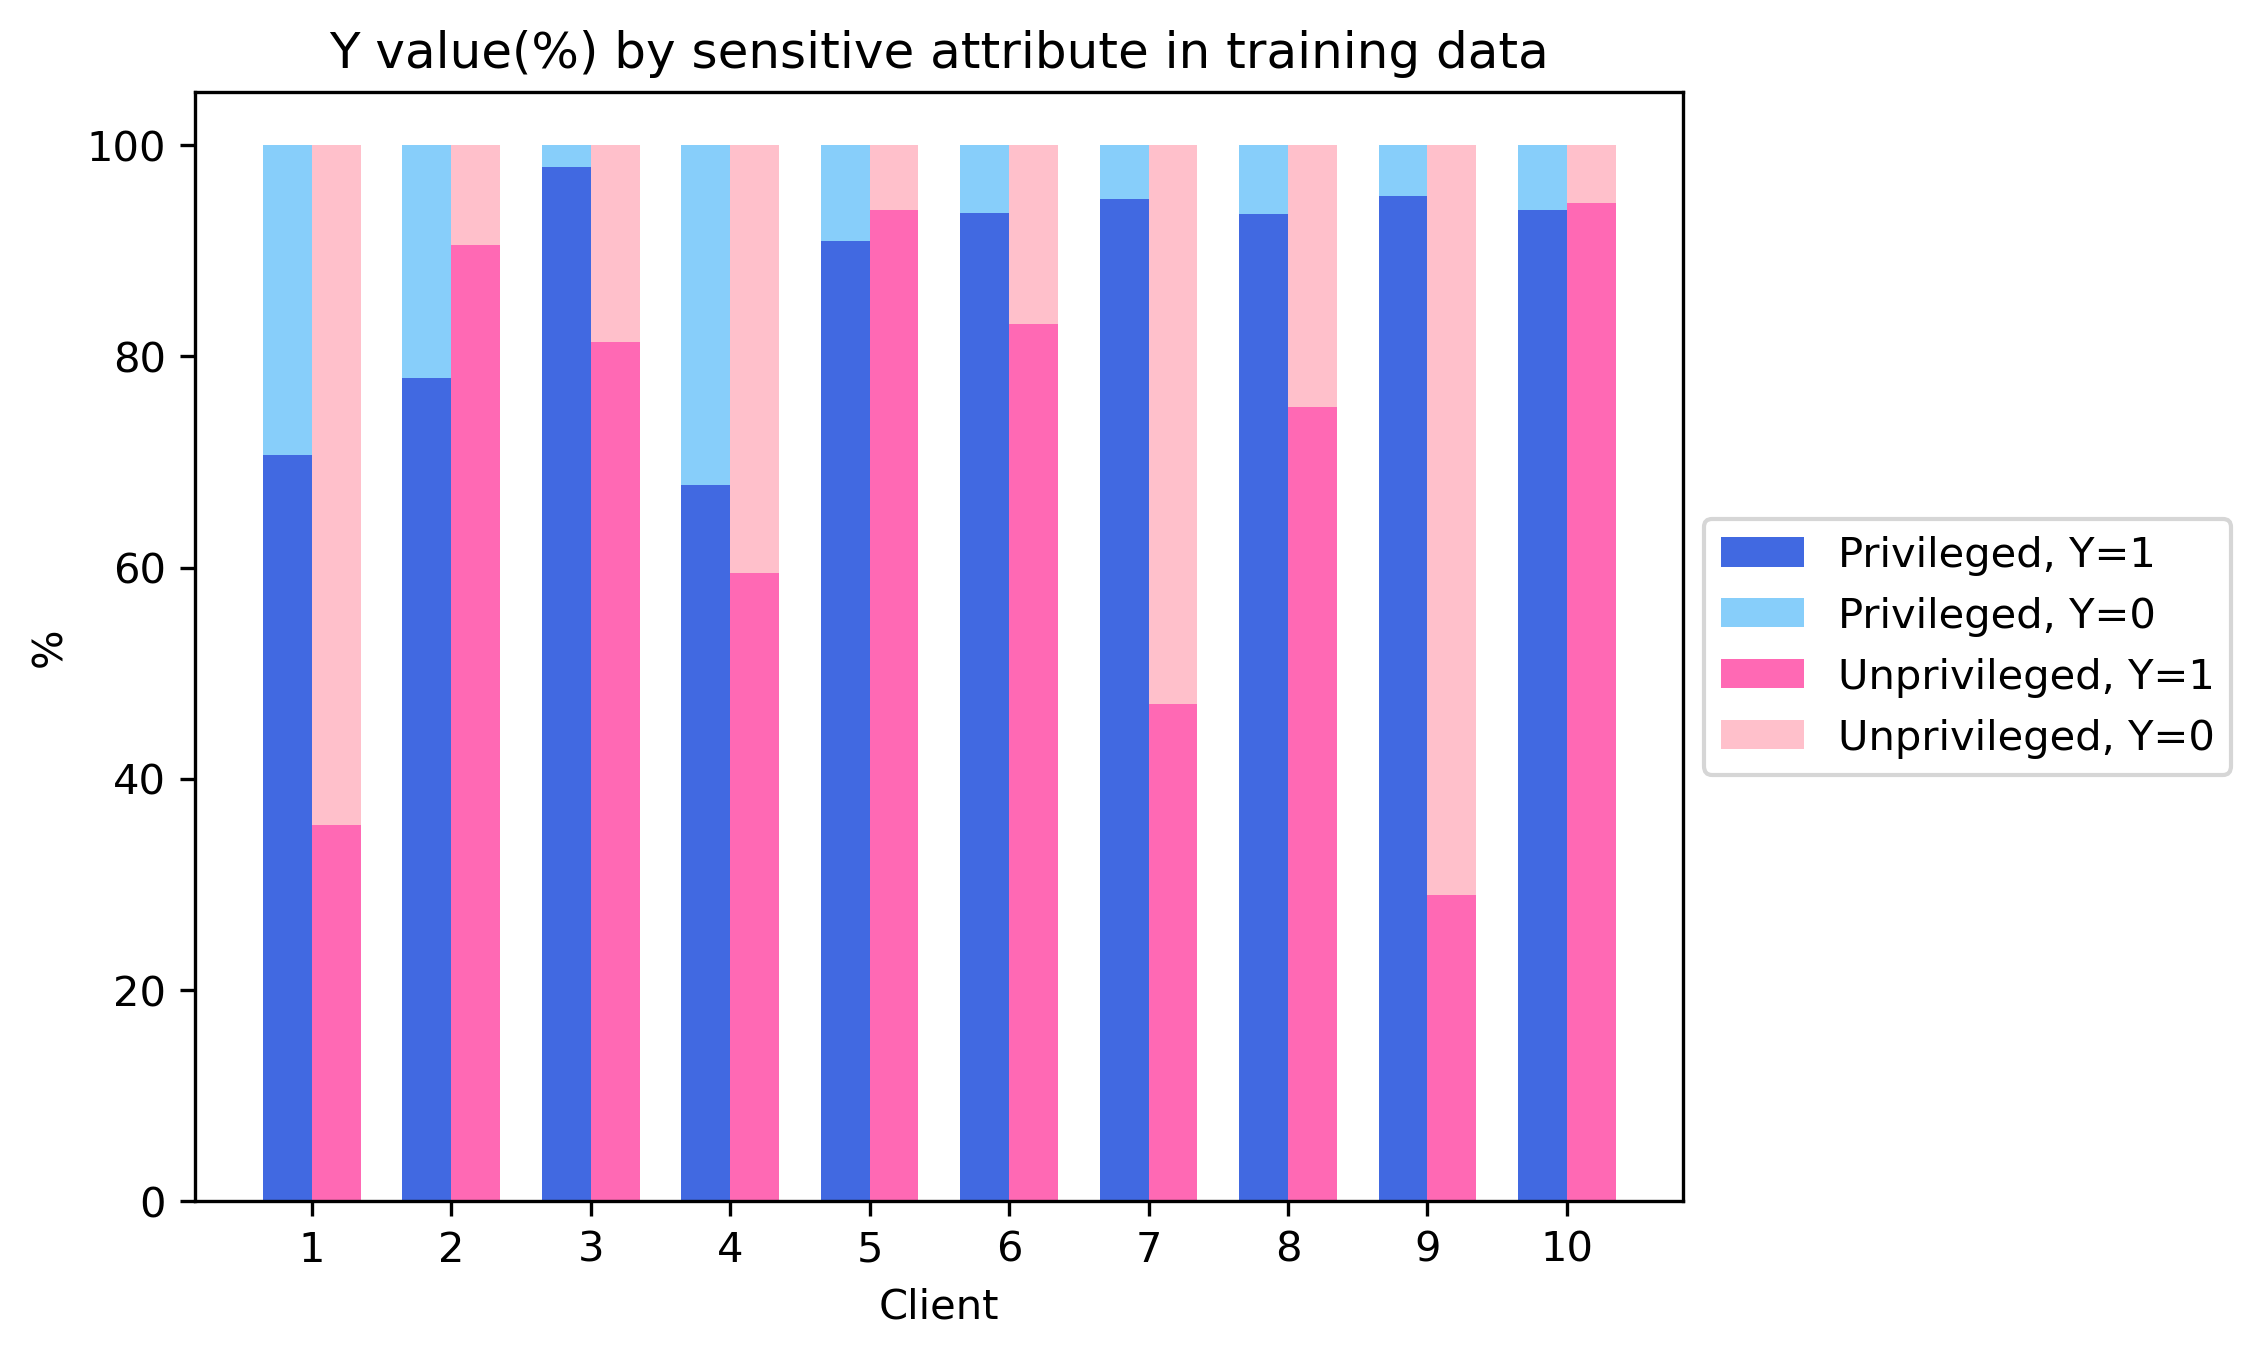 Y value(%) by sensitive attribute in training data
100
80
60
40
20
0
%
1 2 3 4 5 6 7 8 9 10
Client
Privileged, Y=1
Privileged, Y=0
Unprivileged, Y=1
Unprivileged, Y=0